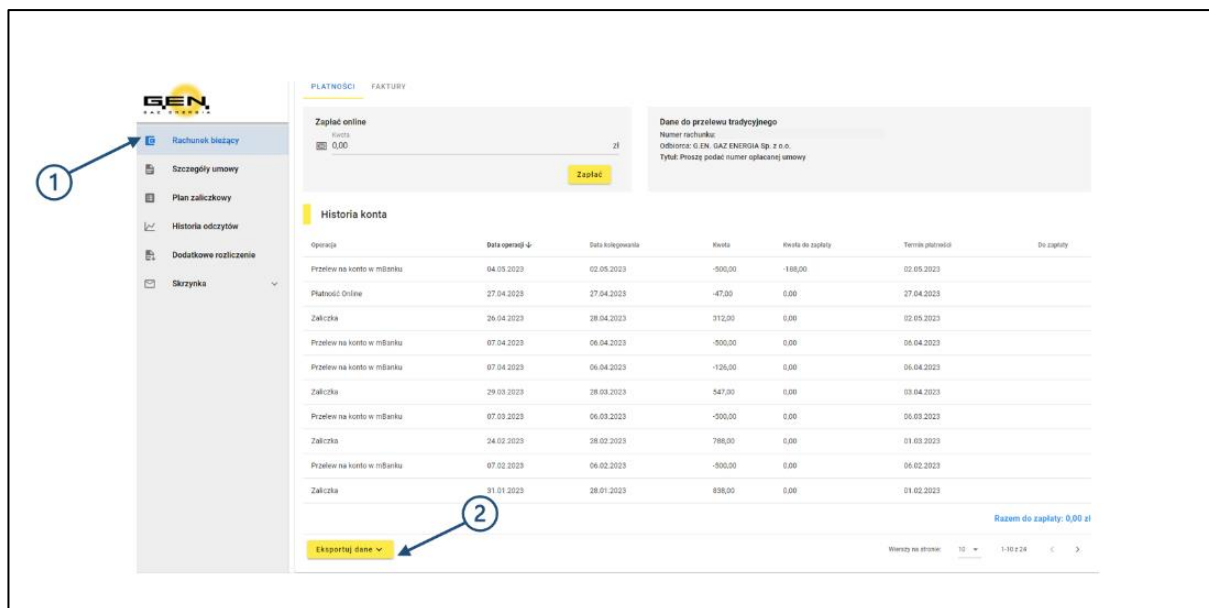 PŁATNOŚCI FAKTURY
G.EN.
GAZ ENERGIA
1
Rachunek bieżący
Szczegóły umowy
Plan zaliczkowy
Historia odczytów
Dodatkowe rozliczenie
Skrzynka
Zapłać online
Kwota
0,00 zł
Zapłać
Dane do przelewu tradycyjnego
Numer rachunku:
Odbiorca: G.EN. GAZ ENERGIA Sp. z o.o.
Tytuł: Proszę podać numer opłacanej umowy
Historia konta
Operacja Data operacji Data księgowania Kwota Kwota do zapłaty Termin płatności Do zapłaty
Przelew na konto w mBanku 04.05.2023 02.05.2023 -500,00 -188,00 02.05.2023
Płatność Online 27.04.2023 27.04.2023 -47,00 0,00 27.04.2023
Zaliczka 26.04.2023 28.04.2023 312,00 0,00 02.05.2023
Przelew na konto w mBanku 07.04.2023 06.04.2023 -500,00 0,00 06.04.2023
Przelew na konto w mBanku 07.04.2023 06.04.2023 -126,00 0,00 06.04.2023
Zaliczka 29.03.2023 28.03.2023 547,00 0,00 03.04.2023
Przelew na konto w mBanku 07.03.2023 06.03.2023 -500,00 0,00 06.03.2023
Zaliczka 24.02.2023 28.02.2023 788,00 0,00 01.03.2023
Przelew na konto w mBanku 07.02.2023 06.02.2023 -500,00 0,00 06.02.2023
Zaliczka 31.01.2023 28.01.2023 838,00 0,00 01.02.2023
Razem do zapłaty: 0,00 zł
2
Eksportuj dane
Wierszy na stronie: 10 1-10 z 24